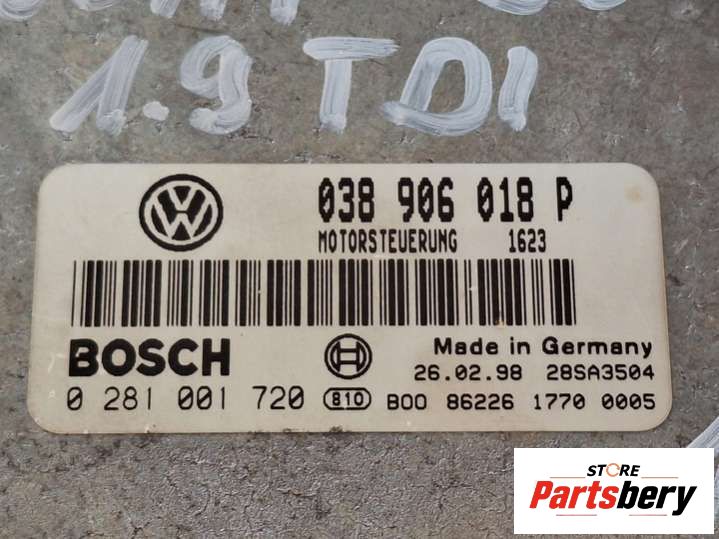 1.9 TDI
038 906 018 P
MOTORSTEUERUNG 1623
BOSCH
Made in Germany
26.02.98 28SA3504
0 281 001 720 810 B00 86226 1770 0005
STORE
Partsbery